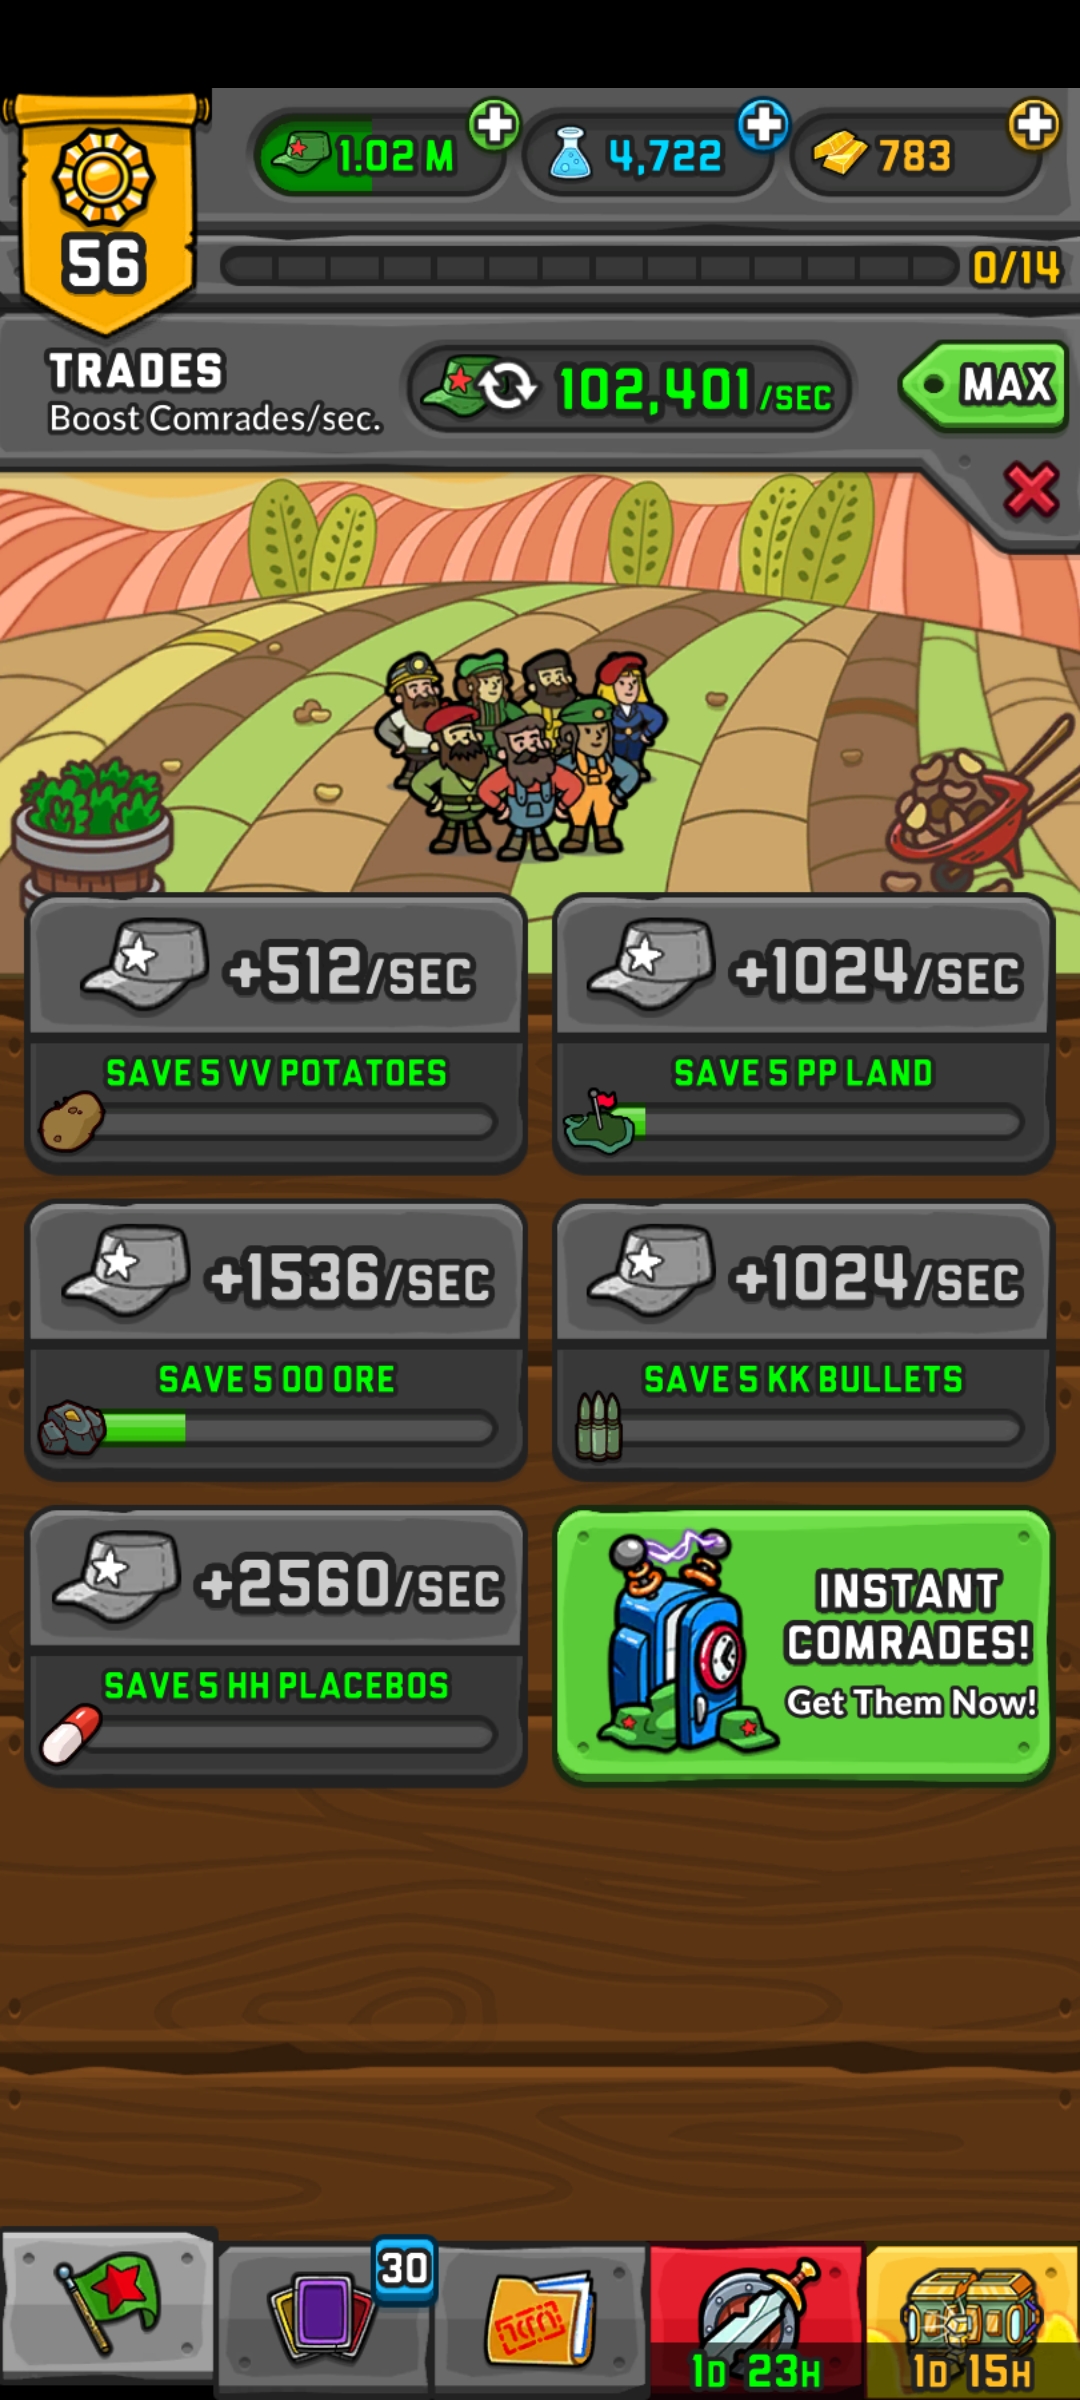 1.02 M
4,722
783
56
0/14
TRADES
Boost Comrades/sec.
102,401/SEC
MAX
+512/SEC
+1024/SEC
SAVE 5 VV POTATOES
SAVE 5 PP LAND
+1536/SEC
+1024/SEC
SAVE 5 OO ORE
SAVE 5 KK BULLETS
+2560/SEC
SAVE 5 HH PLACEBOS
INSTANT
COMRADES!
Get Them Now!
30
1D 23H
1D 15H